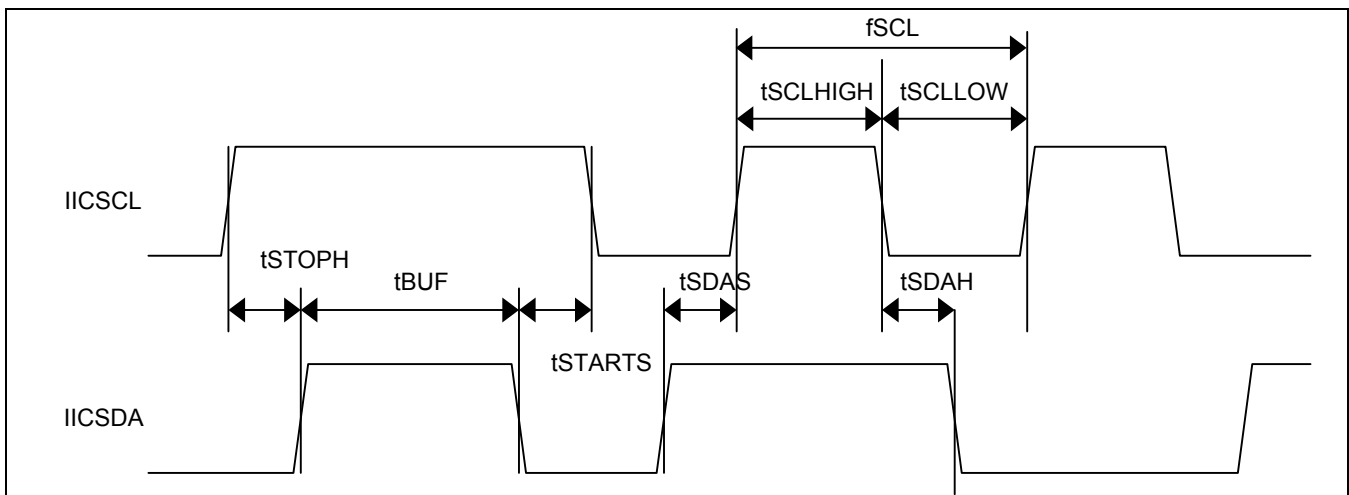 fSCL
tSCLHIGH
tSCLLOW
IICSCL
tSTOPH
tBUF
tSDAS
tSDAH
tSTARTS
IICSDA